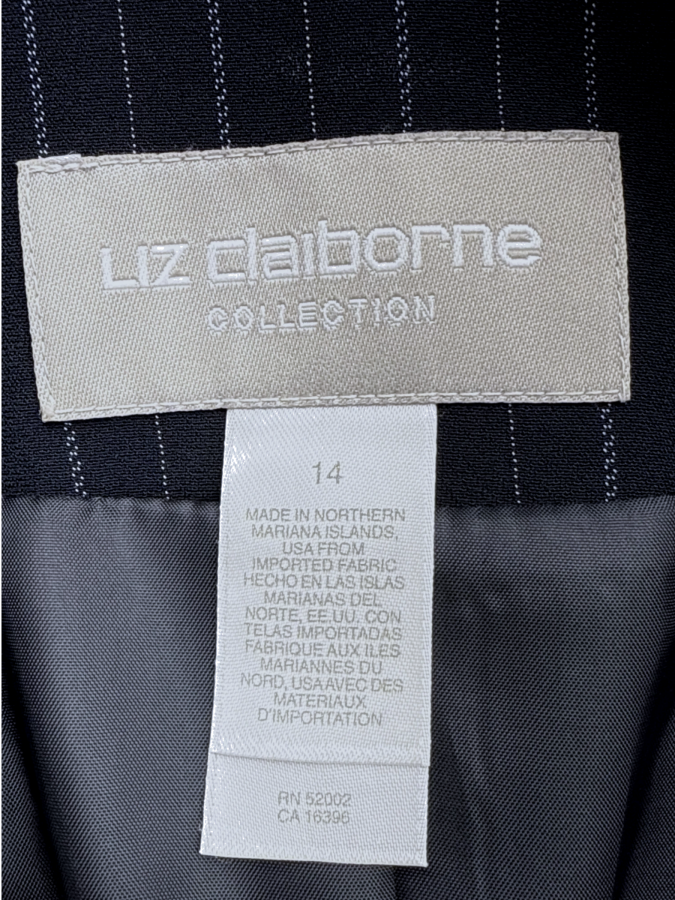 LIZ claiborne
COLLECTION
14
MADE IN NORTHERN
MARIANA ISLANDS,
USA FROM
IMPORTED FABRIC
HECHO EN LAS ISLAS
MARIANAS DEL
NORTE, EE.UU. CON
TELAS IMPORTADAS
FABRIQUE AUX ILES
MARIANNES DU
NORD, USA AVEC DES
MATERIAUX
D'IMPORTATION
RN 52002
CA 16396